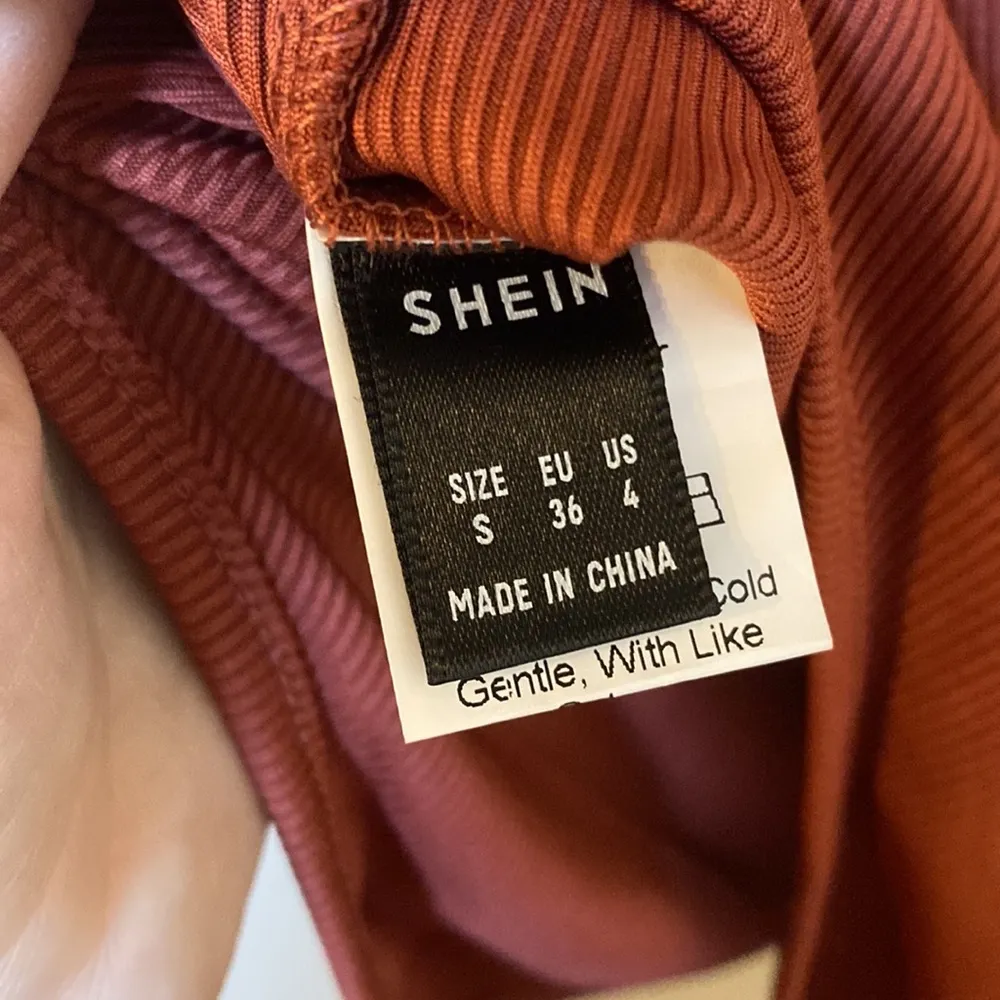 SHEIN
SIZE EU US
S 36 4
MADE IN CHINA
Cold
Gentle, With Like